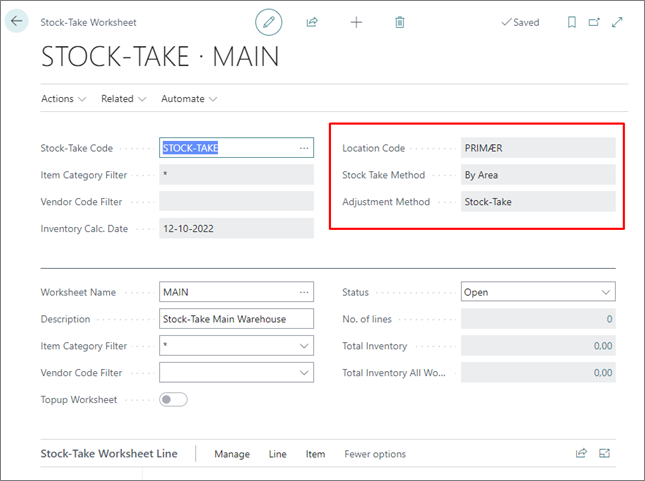 Stock-Take Worksheet
Saved
STOCK-TAKE · MAIN
Actions Related Automate
Stock-Take Code STOCK-TAKE ...
Location Code PRIMÆR
Item Category Filter *
Stock Take Method By Area
Vendor Code Filter
Adjustment Method Stock-Take
Inventory Calc. Date 12-10-2022
Worksheet Name MAIN ...
Status Open
Description Stock-Take Main Warehouse
No. of lines 0
Item Category Filter *
Total Inventory 0,00
Vendor Code Filter
Total Inventory All Wo... 0,00
Topup Worksheet
Stock-Take Worksheet Line Manage Line Item Fewer options